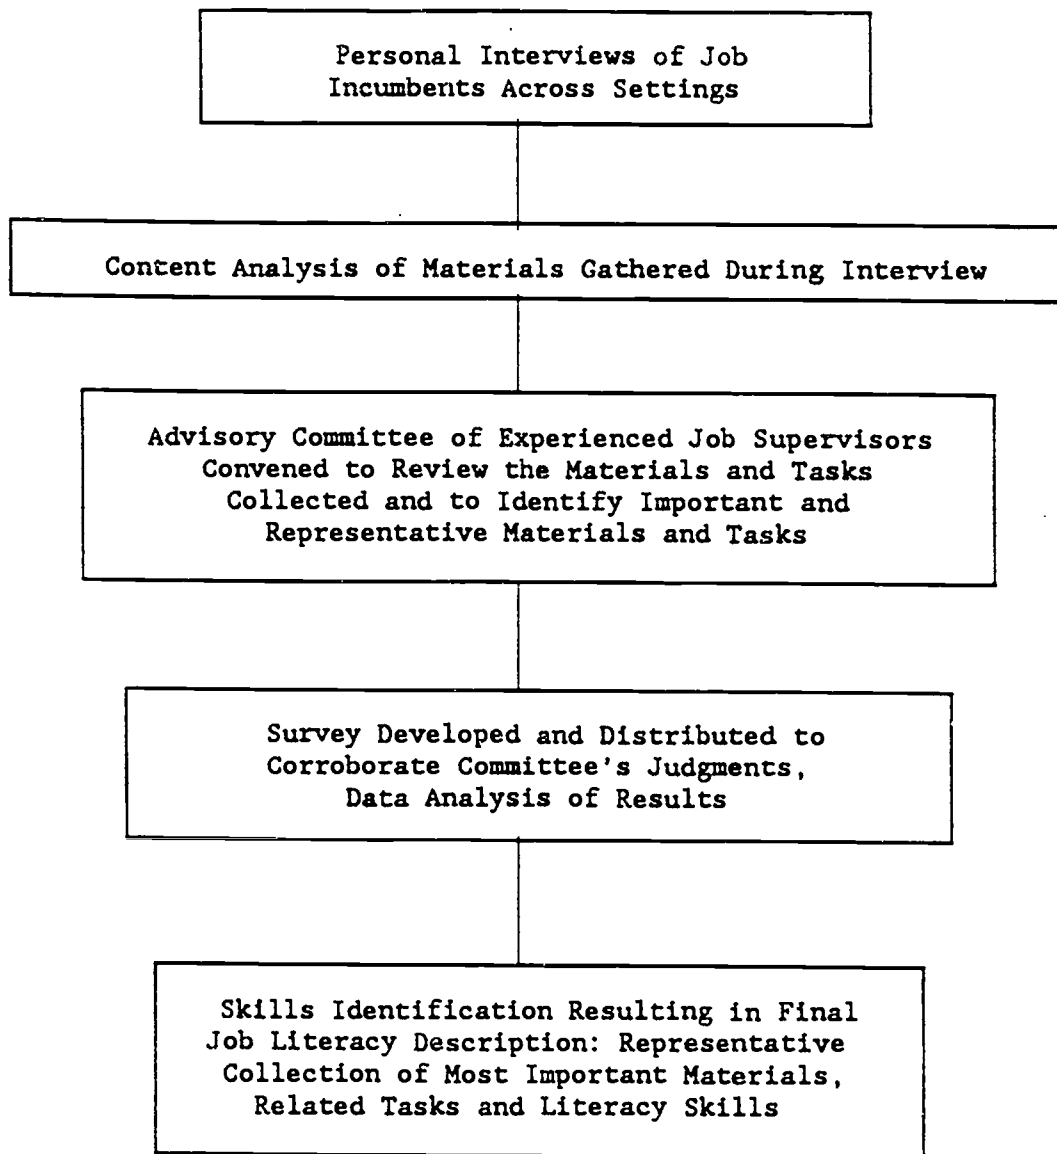 Personal Interviews of Job
Incumbents Across Settings
Content Analysis of Materials Gathered During Interview
Advisory Committee of Experienced Job Supervisors
Convened to Review the Materials and Tasks
Collected and to Identify Important and
Representative Materials and Tasks
Survey Developed and Distributed to
Corroborate Committee's Judgments,
Data Analysis of Results
Skills Identification Resulting in Final
Job Literacy Description: Representative
Collection of Most Important Materials,
Related Tasks and Literacy Skills